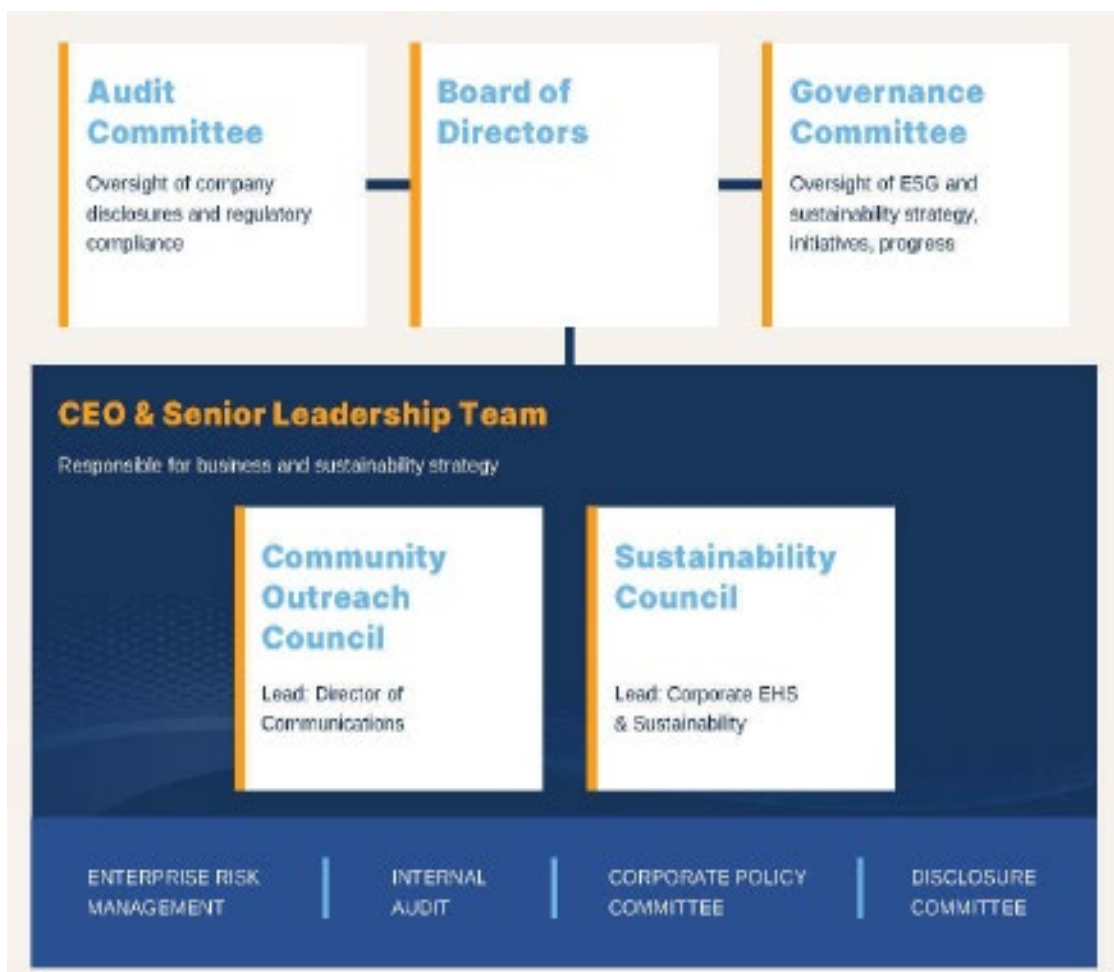 Audit
Committee
Oversight of company
disclosures and regulatory
compliance
Board of
Directors
Governance
Committee
Oversight of ESG and
sustainability strategy,
initiatives, progress
CEO & Senior Leadership Team
Responsible for business and sustainability strategy
Community
Outreach
Council
Lead: Director of
Communications
Sustainability
Council
Lead: Corporate EHS
& Sustainability
ENTERPRISE RISK
MANAGEMENT
INTERNAL
AUDIT
CORPORATE POLICY
COMMITTEE
DISCLOSURE
COMMITTEE